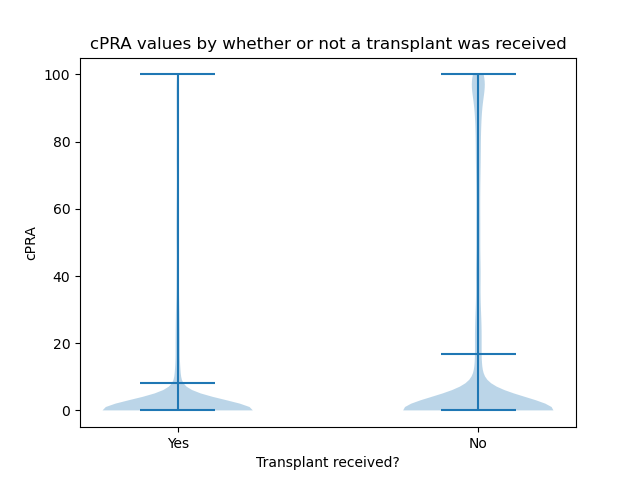 cPRA values by whether or not a transplant was received
100
80
60
40
20
0
cPRA
Yes
No
Transplant received?